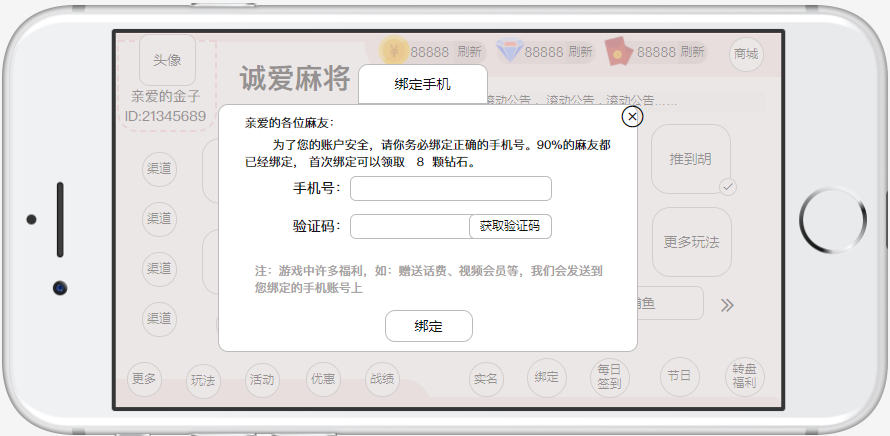 头像
亲爱的金子
ID:21345689
诚爱麻将
88888 刷新
88888 刷新
88888 刷新
商城
滚动公告，滚动公告，滚动公告……
绑定手机
亲爱的各位麻友：
为了您的账户安全，请你务必绑定正确的手机号。90%的麻友都
已经绑定， 首次绑定可以领取 8 颗钻石。
手机号：
验证码：
获取验证码
注：游戏中许多福利，如：赠送话费、视频会员等，我们会发送到
您绑定的手机账号上
绑定
渠道
渠道
渠道
渠道
推到胡
更多玩法
更多
玩法
活动
优惠
战绩
实名
绑定
每日
签到
节日
转盘
福利